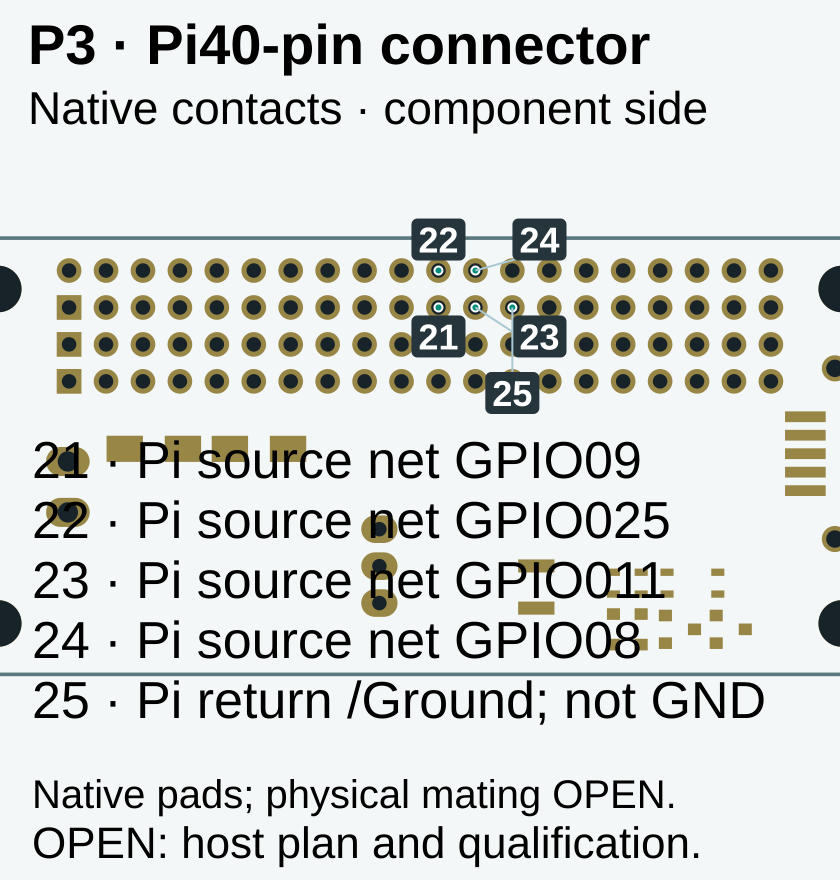 P3 · Pi40-pin connector
Native contacts · component side
22 24
21 23
25
21 · Pi source net GPIO09
22 · Pi source net GPIO025
23 · Pi source net GPIO011
24 · Pi source net GPIO08
25 · Pi return /Ground; not GND
Native pads; physical mating OPEN.
OPEN: host plan and qualification.